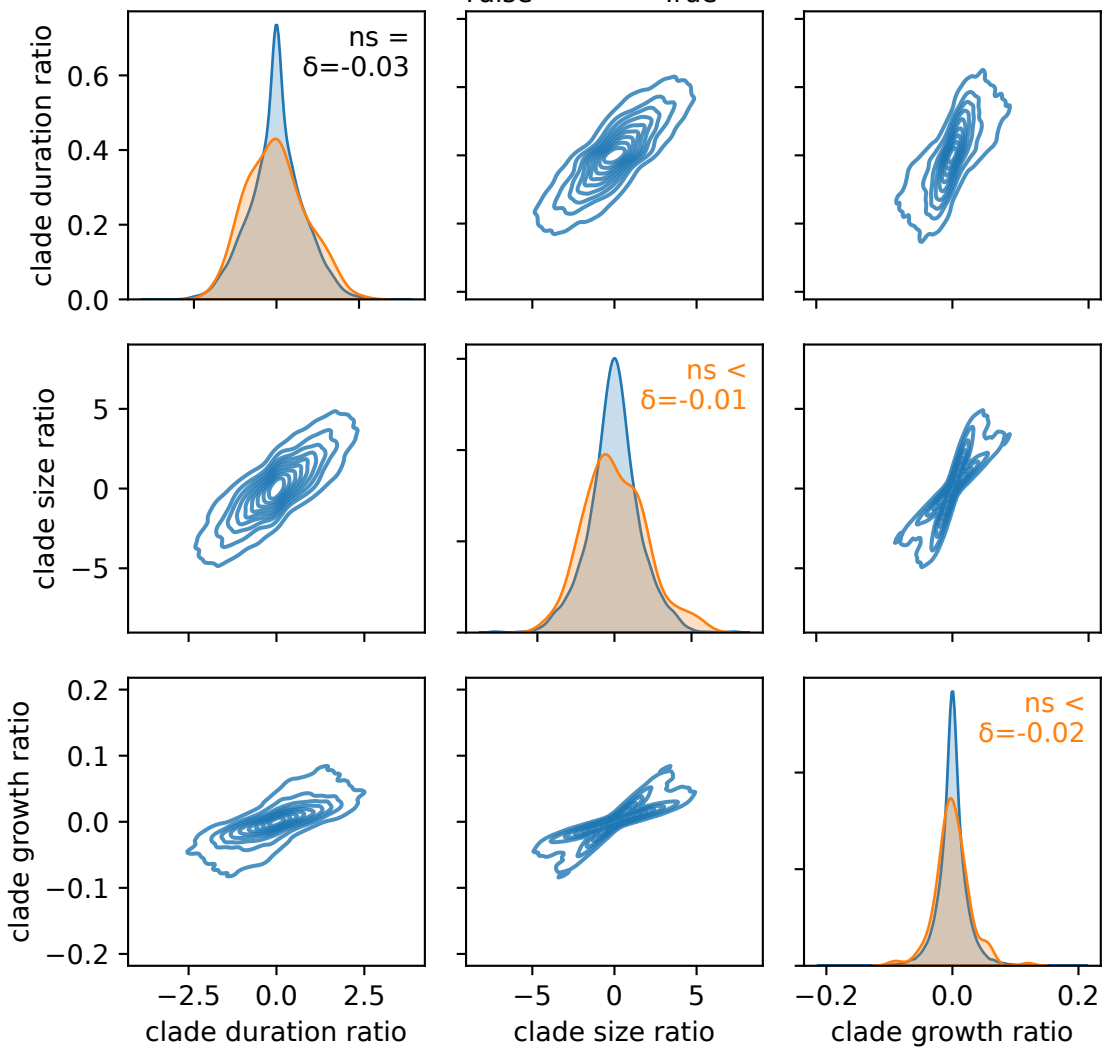 clade duration ratio
0.6
0.4
0.2
0.0
ns =
δ=-0.03
clade size ratio
5
0
−5
ns <
δ=-0.01
clade growth ratio
0.2
0.1
0.0
−0.1
−0.2
ns <
δ=-0.02
−2.5 0.0 2.5
−5 0 5
−0.2 0.0 0.2
clade duration ratio
clade size ratio
clade growth ratio